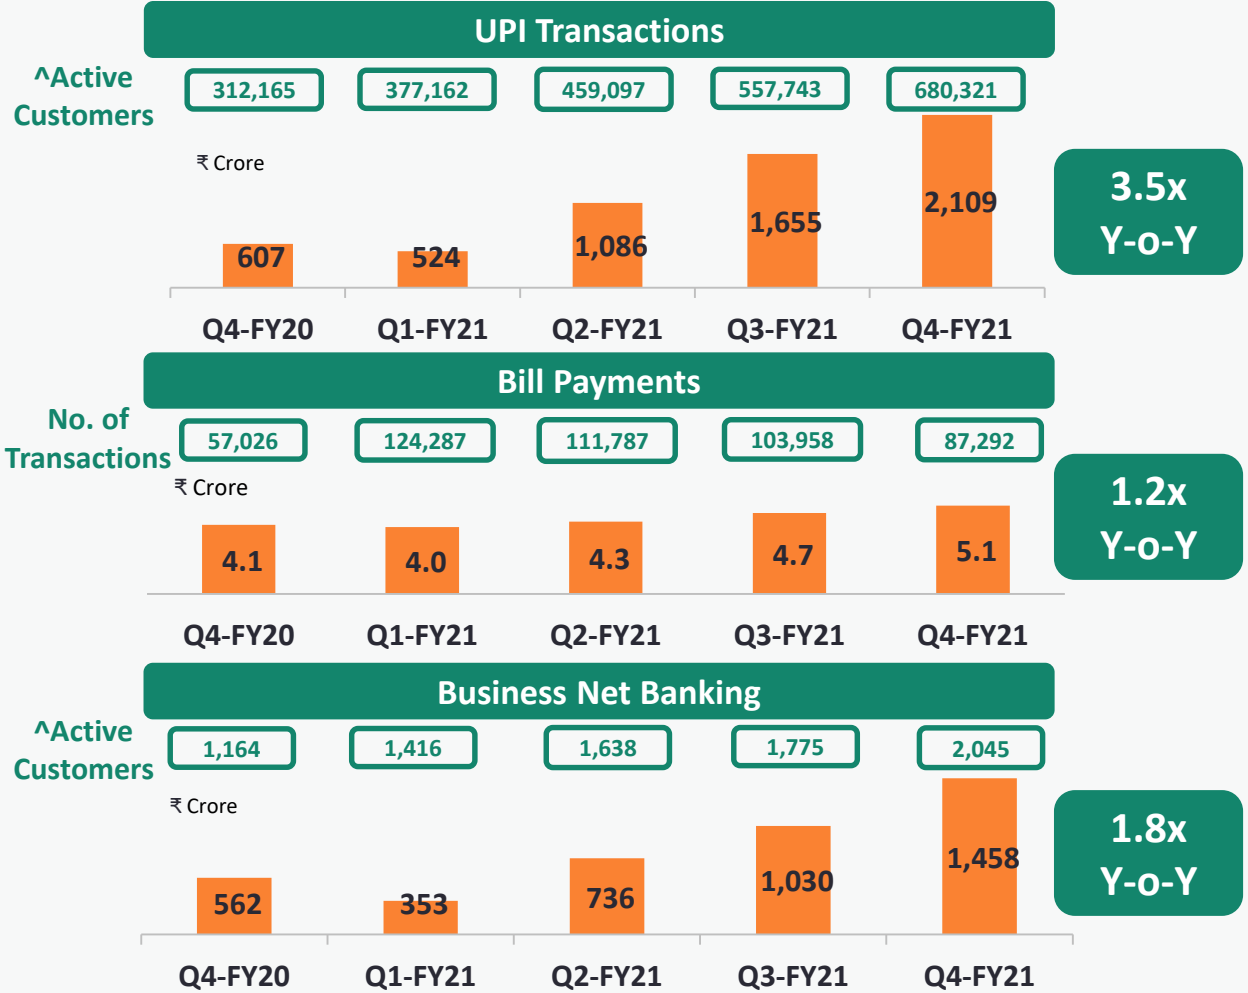 UPI Transactions
^Active
Customers
312,165 377,162 459,097 557,743 680,321
₹ Crore
607 524 1,086 1,655 2,109
3.5x
Y-o-Y
Q4-FY20 Q1-FY21 Q2-FY21 Q3-FY21 Q4-FY21
Bill Payments
No. of
Transactions
57,026 124,287 111,787 103,958 87,292
₹ Crore
4.1 4.0 4.3 4.7 5.1
1.2x
Y-o-Y
Q4-FY20 Q1-FY21 Q2-FY21 Q3-FY21 Q4-FY21
Business Net Banking
^Active
Customers
1,164 1,416 1,638 1,775 2,045
₹ Crore
562 353 736 1,030 1,458
1.8x
Y-o-Y
Q4-FY20 Q1-FY21 Q2-FY21 Q3-FY21 Q4-FY21